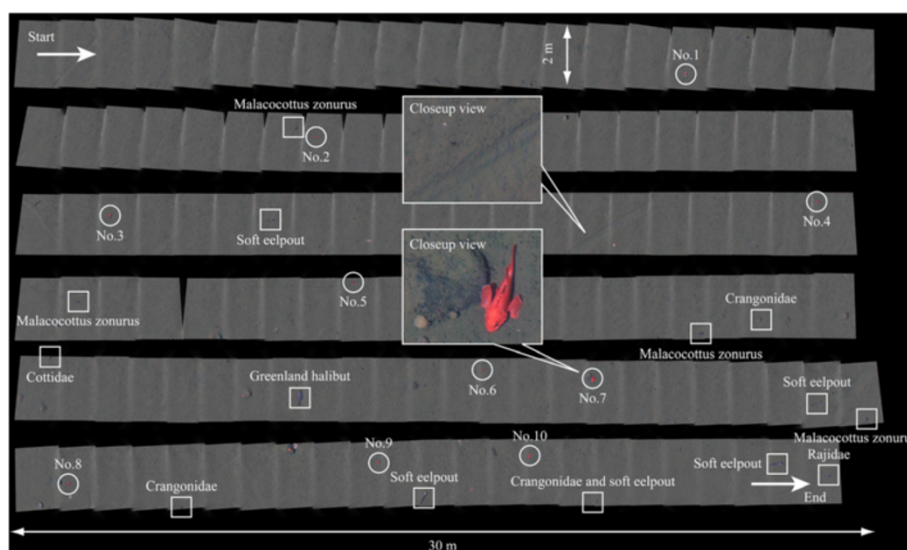 Start
2 m
No.1
Malacocottus zonurus
No.2
Closeup view
No.3
Soft eelpout
No.4
Closeup view
No.5
Malacocottus zonurus
Crangonidae
Malacocottus zonurus
Cottidae
Greenland halibut
No.6
No.7
Soft eelpout
Malacocottus zonuru
No.8
Crangonidae
No.9
Soft eelpout
No.10
Crangonidae and soft eelpout
Soft eelpout
Rajidae
End
30 m